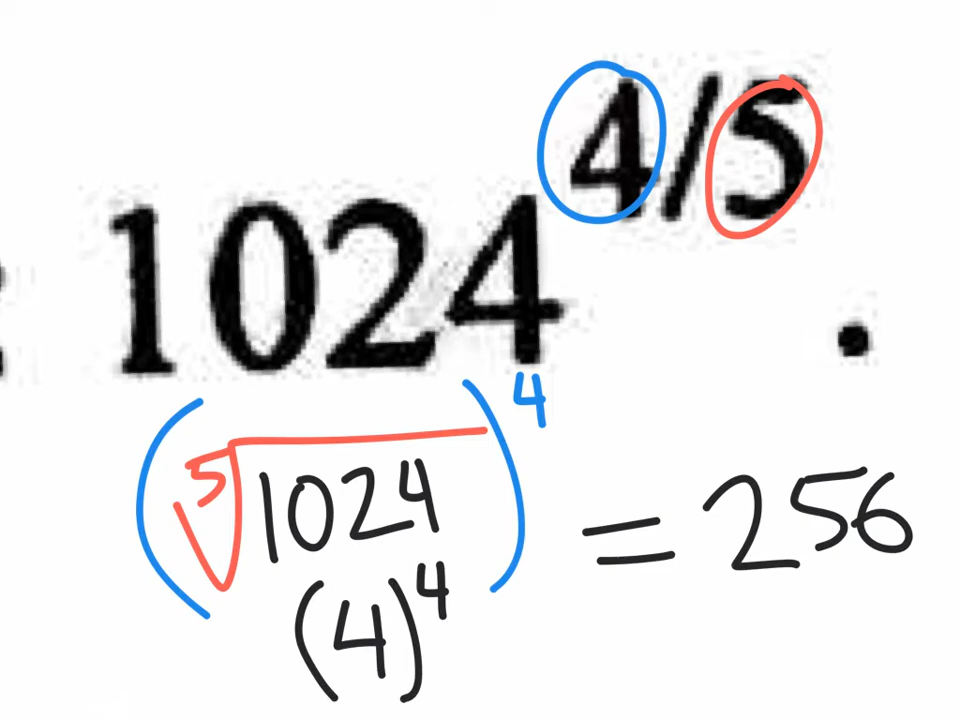 1024^4/5 .
(⁵√1024)^4 = 256
(4)^4